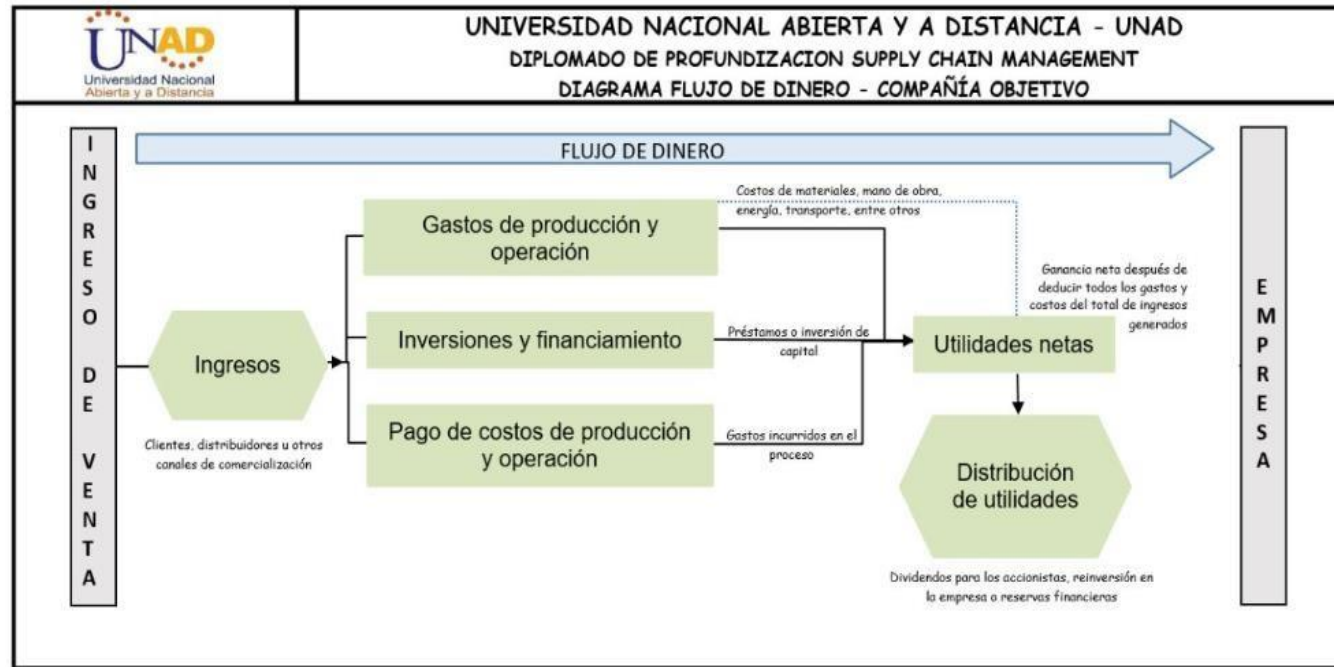 UNAD
Universidad Nacional
Abierta y a Distancia
UNIVERSIDAD NACIONAL ABIERTA Y A DISTANCIA - UNAD
DIPLOMADO DE PROFUNDIZACION SUPPLY CHAIN MANAGEMENT
DIAGRAMA FLUJO DE DINERO - COMPAÑÍA OBJETIVO
INGRESO DE VENTA
FLUJO DE DINERO
Ingresos
Clientes, distribuidores u otros
canales de comercialización
Gastos de producción y
operación
Costos de materiales, mano de obra,
energía, transporte, entre otros
Inversiones y financiamiento
Préstamos o inversión de
capital
Pago de costos de producción
y operación
Gastos incurridos en el
proceso
Ganancia neta después de
deducir todos los gastos y
costos del total de ingresos
generados
Utilidades netas
Distribución
de utilidades
Dividendos para los accionistas, reinversión en
la empresa o reservas financieras
EMPRESA